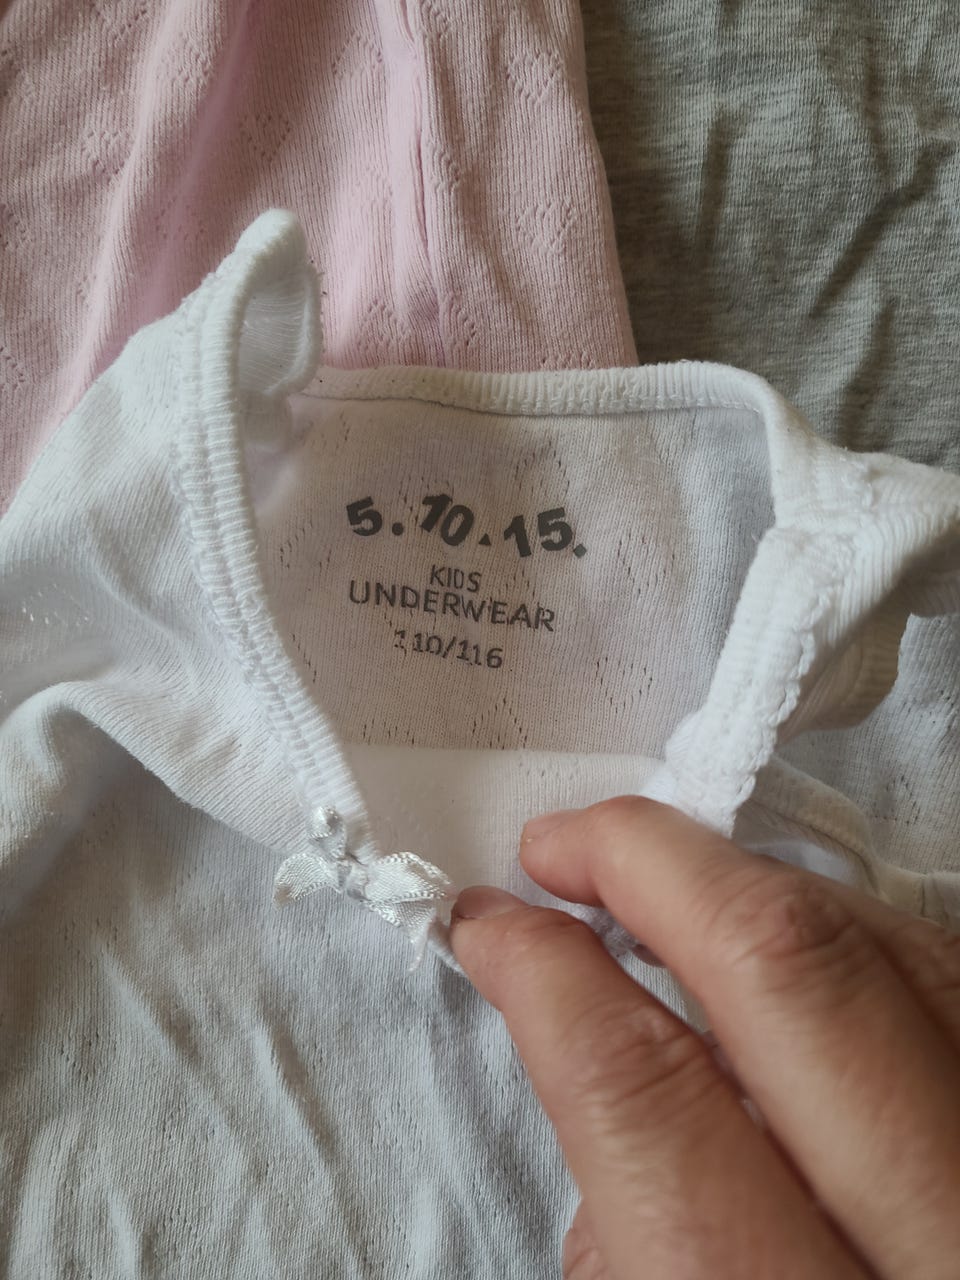 5.10.15.
KIDS
UNDERWEAR
110/116